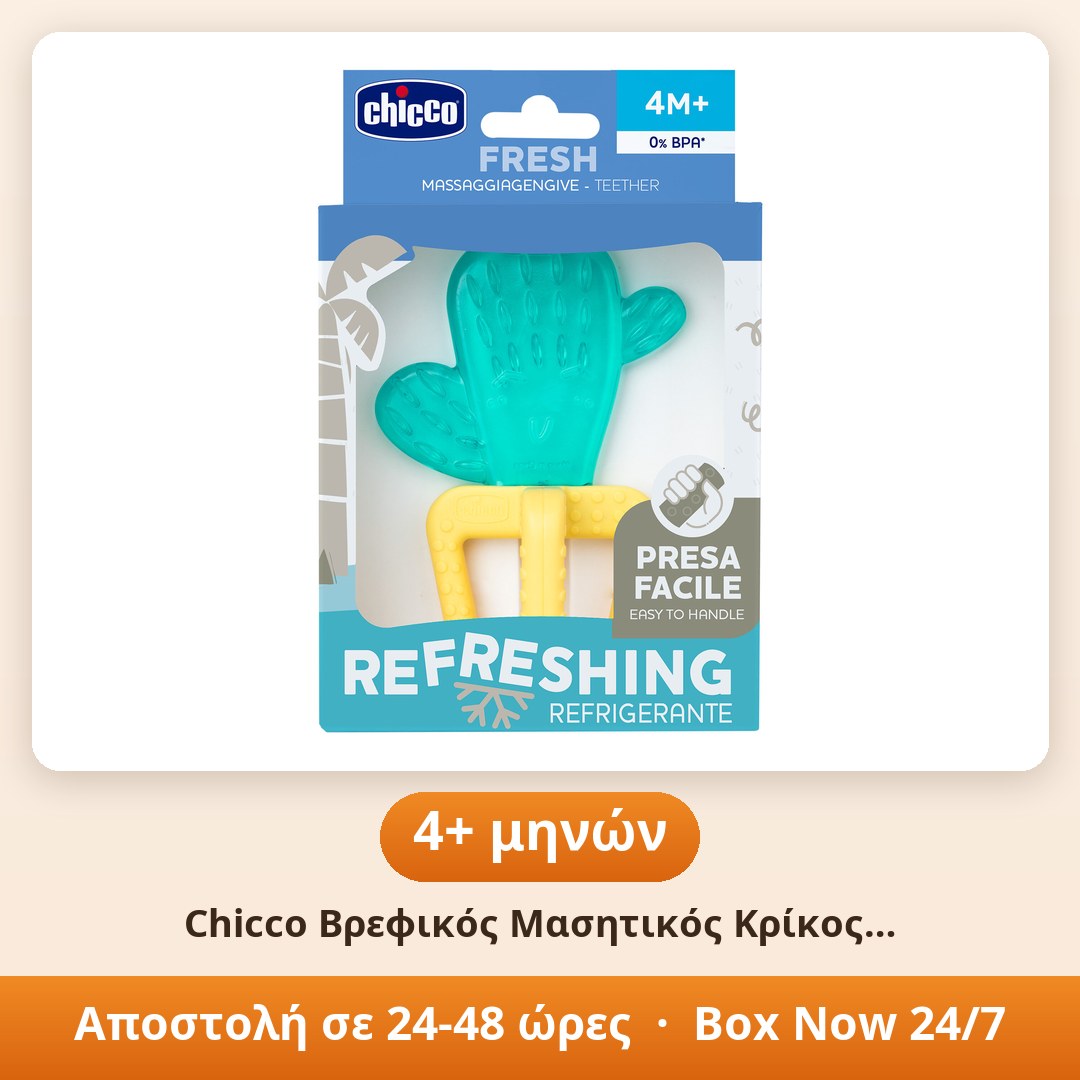 chicco
4M+
0% BPA*
FRESH
MASSAGGIAGENGIVE - TEETHER
PRESA
FACILE
EASY TO HANDLE
REFRESHING
REFRIGERANTE
4+ μηνών
Chicco Βρεφικός Μασητικός Κρίκος...
Αποστολή σε 24-48 ώρες · Box Now 24/7